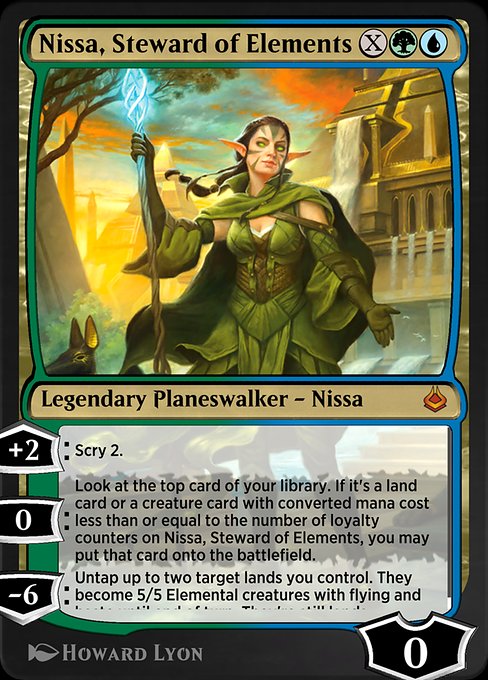 Nissa, Steward of Elements X
Legendary Planeswalker – Nissa
+2 : Scry 2.
Look at the top card of your library. If it's a land
card or a creature card with converted mana cost
0 : less than or equal to the number of loyalty
counters on Nissa, Steward of Elements, you may
put that card onto the battlefield.
Untap up to two target lands you control. They
-6 : become 5/5 Elemental creatures with flying and
Howard Lyon
0